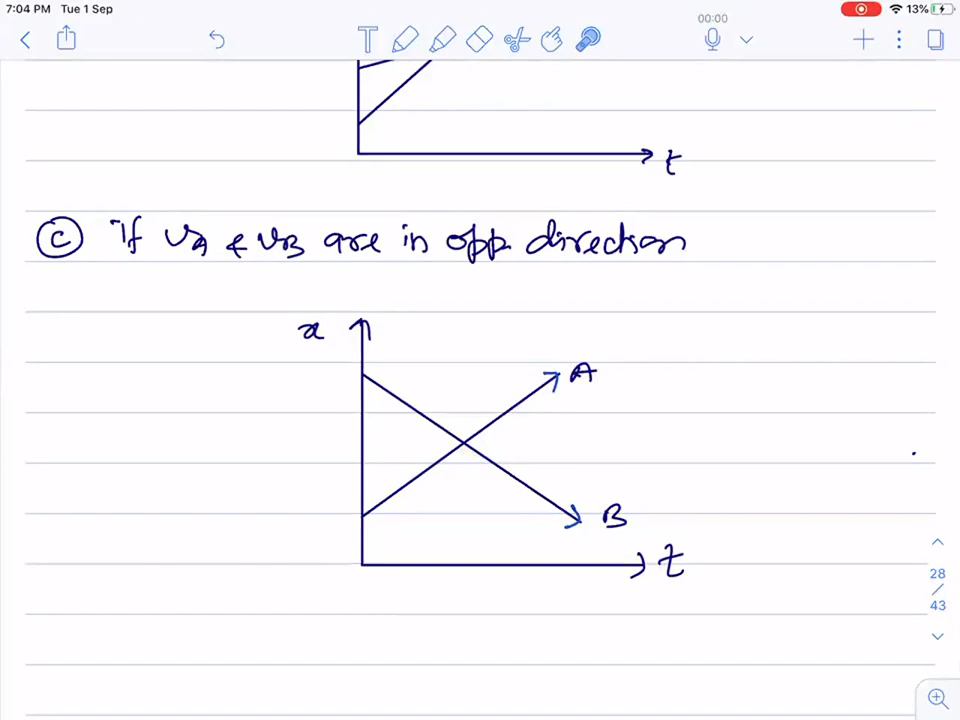 7:04 PM Tue 1 Sep
13%
00:00
T
t
C If VA & VB are in opp. direction
x
A
B
t
28
/
43